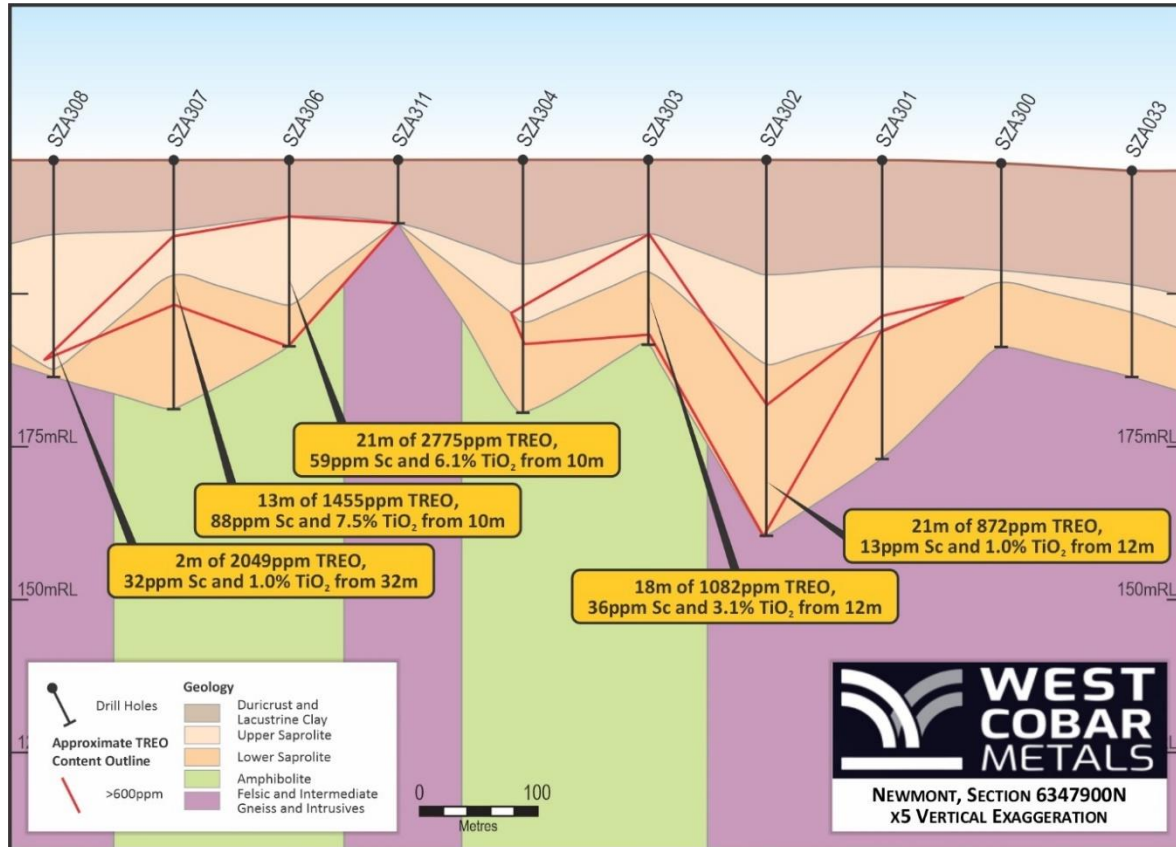 SZA308
SZA307
SZA306
SZA311
SZA304
SZA303
SZA302
SZA301
SZA300
SZA033
175mRL
175mRL
21m of 2775ppm TREO,
59ppm Sc and 6.1% TiO₂ from 10m
13m of 1455ppm TREO,
88ppm Sc and 7.5% TiO₂ from 10m
2m of 2049ppm TREO,
32ppm Sc and 1.0% TiO₂ from 32m
21m of 872ppm TREO,
13ppm Sc and 1.0% TiO₂ from 12m
18m of 1082ppm TREO,
36ppm Sc and 3.1% TiO₂ from 12m
150mRL
150mRL
Drill Holes
Approximate TREO
Content Outline
>600ppm
Geology
Duricrust and
Lacustrine Clay
Upper Saprolite
Lower Saprolite
Amphibolite
Felsic and Intermediate
Gneiss and Intrusives
0 100
Metres
WEST
COBAR
METALS
NEWMONT, SECTION 6347900N
X5 VERTICAL EXAGGERATION